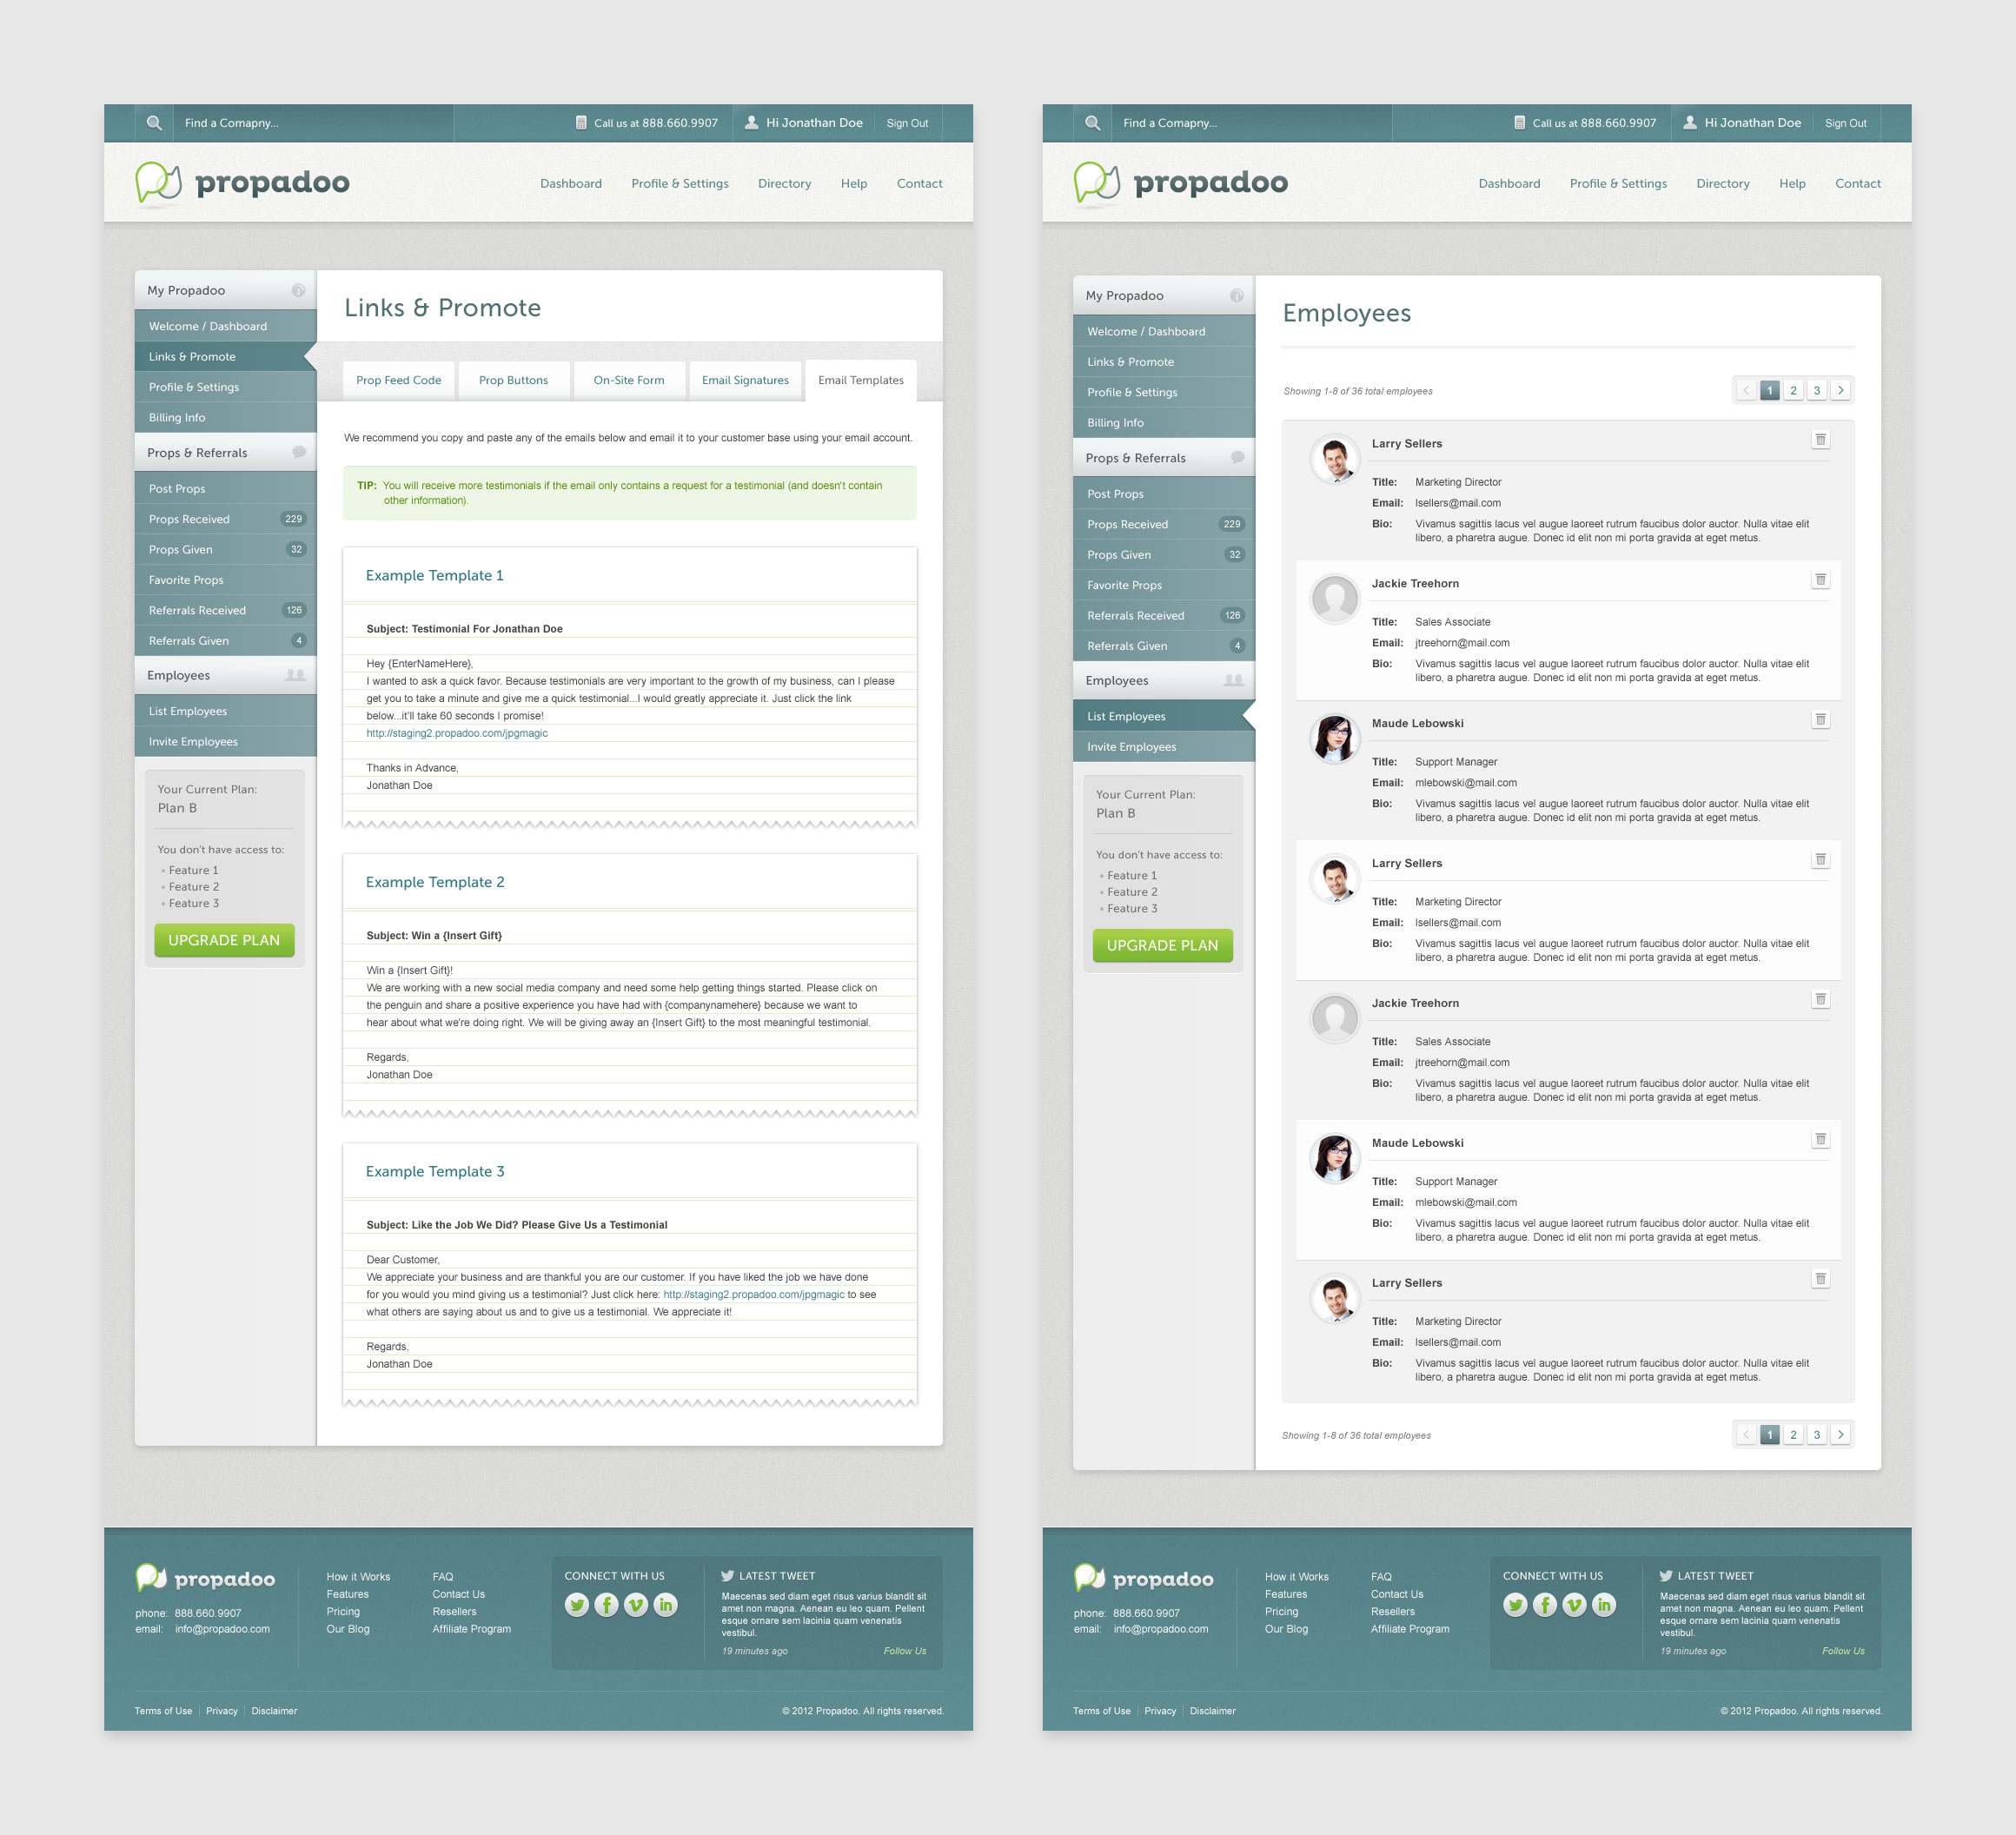 Find a Comapny...
Call us at 888.660.9907
Hi Jonathan Doe
Sign Out
propadoo
Dashboard
Profile & Settings
Directory
Help
Contact
My Propadoo
Welcome / Dashboard
Links & Promote
Profile & Settings
Billing Info
Props & Referrals
Post Props
Props Received 229
Props Given 32
Favorite Props
Referrals Received 126
Referrals Given 4
Employees
List Employees
Invite Employees
Your Current Plan:
Plan B
You don't have access to:
• Feature 1
• Feature 2
• Feature 3
UPGRADE PLAN
Links & Promote
Prop Feed Code
Prop Buttons
On-Site Form
Email Signatures
Email Templates
We recommend you copy and paste any of the emails below and email it to your customer base using your email account.
TIP: You will receive more testimonials if the email only contains a request for a testimonial (and doesn't contain
other information).
Example Template 1
Subject: Testimonial For Jonathan Doe
Hey {EnterNameHere},
I wanted to ask a quick favor. Because testimonials are very important to the growth of my business, can I please
get you to take a minute and give me a quick testimonial...I would greatly appreciate it. Just click the link
below...it'll take 60 seconds I promise!
http://staging2.propadoo.com/jpgmagic
Thanks in Advance,
Jonathan Doe
Example Template 2
Subject: Win a {Insert Gift}
Win a {Insert Gift}!
We are working with a new social media company and need some help getting things started. Please click on
the penguin and share a positive experience you have had with {companynamehere} because we want to
hear about what we're doing right. We will be giving away an {Insert Gift} to the most meaningful testimonial.
Regards,
Jonathan Doe
Example Template 3
Subject: Like the Job We Did? Please Give Us a Testimonial
Dear Customer,
We appreciate your business and are thankful you are our customer. If you have liked the job we have done
for you would you mind giving us a testimonial? Just click here: http://staging2.propadoo.com/jpgmagic to see
what others are saying about us and to give us a testimonial. We appreciate it!
Regards,
Jonathan Doe
propadoo
phone: 888.660.9907
email: info@propadoo.com
How it Works
Features
Pricing
Our Blog
FAQ
Contact Us
Resellers
Affiliate Program
CONNECT WITH US
LATEST TWEET
Maecenas sed diam eget risus varius blandit sit
amet non magna. Aenean eu leo quam. Pellent
esque ornare sem lacinia quam venenatis
vestibul.
19 minutes ago
Follow Us
Terms of Use | Privacy | Disclaimer
© 2012 Propadoo. All rights reserved.
Find a Comapny...
Call us at 888.660.9907
Hi Jonathan Doe
Sign Out
propadoo
Dashboard
Profile & Settings
Directory
Help
Contact
My Propadoo
Welcome / Dashboard
Links & Promote
Profile & Settings
Billing Info
Props & Referrals
Post Props
Props Received 229
Props Given 32
Favorite Props
Referrals Received 126
Referrals Given 4
Employees
List Employees
Invite Employees
Your Current Plan:
Plan B
You don't have access to:
• Feature 1
• Feature 2
• Feature 3
UPGRADE PLAN
Employees
Showing 1-8 of 36 total employees
< 1 2 3 >
Larry Sellers
Title: Marketing Director
Email: lsellers@mail.com
Bio: Vivamus sagittis lacus vel augue laoreet rutrum faucibus dolor auctor. Nulla vitae elit
libero, a pharetra augue. Donec id elit non mi porta gravida at eget metus.
Jackie Treehorn
Title: Sales Associate
Email: jtreehorn@mail.com
Bio: Vivamus sagittis lacus vel augue laoreet rutrum faucibus dolor auctor. Nulla vitae elit
libero, a pharetra augue. Donec id elit non mi porta gravida at eget metus.
Maude Lebowski
Title: Support Manager
Email: mlebowski@mail.com
Bio: Vivamus sagittis lacus vel augue laoreet rutrum faucibus dolor auctor. Nulla vitae elit
libero, a pharetra augue. Donec id elit non mi porta gravida at eget metus.
Larry Sellers
Title: Marketing Director
Email: lsellers@mail.com
Bio: Vivamus sagittis lacus vel augue laoreet rutrum faucibus dolor auctor. Nulla vitae elit
libero, a pharetra augue. Donec id elit non mi porta gravida at eget metus.
Jackie Treehorn
Title: Sales Associate
Email: jtreehorn@mail.com
Bio: Vivamus sagittis lacus vel augue laoreet rutrum faucibus dolor auctor. Nulla vitae elit
libero, a pharetra augue. Donec id elit non mi porta gravida at eget metus.
Maude Lebowski
Title: Support Manager
Email: mlebowski@mail.com
Bio: Vivamus sagittis lacus vel augue laoreet rutrum faucibus dolor auctor. Nulla vitae elit
libero, a pharetra augue. Donec id elit non mi porta gravida at eget metus.
Larry Sellers
Title: Marketing Director
Email: lsellers@mail.com
Bio: Vivamus sagittis lacus vel augue laoreet rutrum faucibus dolor auctor. Nulla vitae elit
libero, a pharetra augue. Donec id elit non mi porta gravida at eget metus.
Showing 1-8 of 36 total employees
< 1 2 3 >
propadoo
phone: 888.660.9907
email: info@propadoo.com
How it Works
Features
Pricing
Our Blog
FAQ
Contact Us
Resellers
Affiliate Program
CONNECT WITH US
LATEST TWEET
Maecenas sed diam eget risus varius blandit sit
amet non magna. Aenean eu leo quam. Pellent
esque ornare sem lacinia quam venenatis
vestibul.
19 minutes ago
Follow Us
Terms of Use | Privacy | Disclaimer
© 2012 Propadoo. All rights reserved.